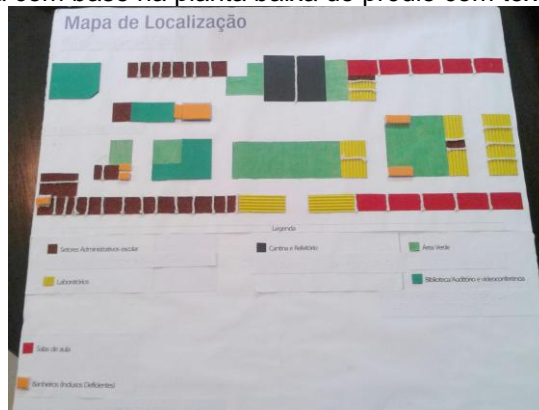 Mapa de Localização
Legenda
Setores Administrativos escolar
Cantina e Refeitório
Área Verde
Laboratórios
Biblioteca/Auditório e videoconferência
Salas de aula
Banheiros (Inclusos Deficientes)